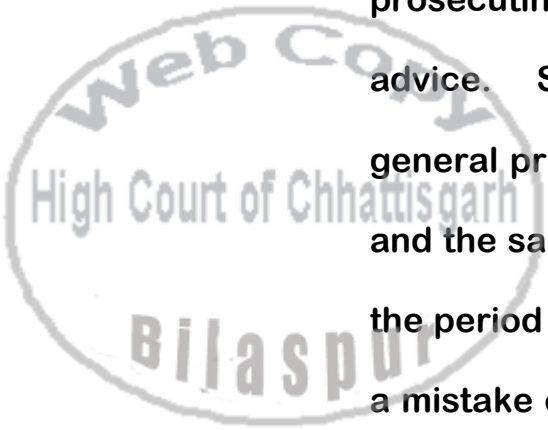 prosecutin
advice. S
general pr
and the sa
the period
a mistake
Web Copy
High Court of Chhattisgarh
Bilaspur